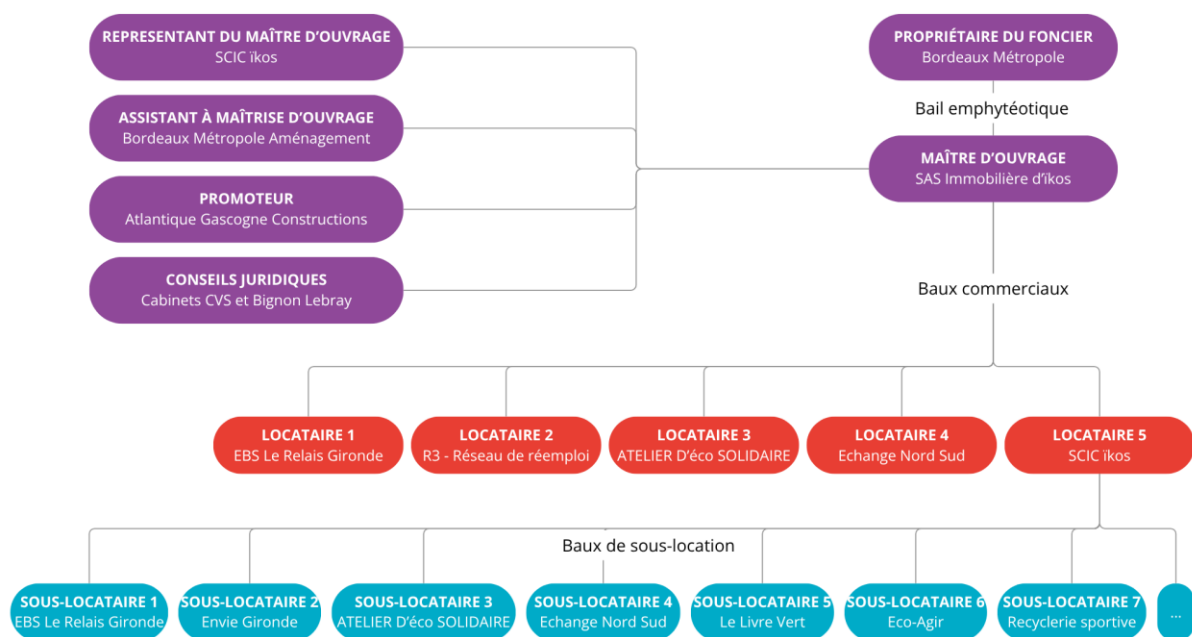 REPRESENTANT DU MAÎTRE D'OUVRAGE
SCIC ïkos
PROPRIÉTAIRE DU FONCIER
Bordeaux Métropole
ASSISTANT À MAÎTRISE D'OUVRAGE
Bordeaux Métropole Aménagement
Bail emphytéotique
MAÎTRE D'OUVRAGE
SAS Immobilière d'ïkos
PROMOTEUR
Atlantique Gascogne Constructions
CONSEILS JURIDIQUES
Cabinets CVS et Bignon Lebray
Baux commerciaux
LOCATAIRE 1
EBS Le Relais Gironde
LOCATAIRE 2
R3 - Réseau de réemploi
LOCATAIRE 3
ATELIER D'éco SOLIDAIRE
LOCATAIRE 4
Echange Nord Sud
LOCATAIRE 5
SCIC ïkos
Baux de sous-location
SOUS-LOCATAIRE 1
EBS Le Relais Gironde
SOUS-LOCATAIRE 2
Envie Gironde
SOUS-LOCATAIRE 3
ATELIER D'éco SOLIDAIRE
SOUS-LOCATAIRE 4
Echange Nord Sud
SOUS-LOCATAIRE 5
Le Livre Vert
SOUS-LOCATAIRE 6
Eco-Agir
SOUS-LOCATAIRE 7
Recyclerie sportive
...